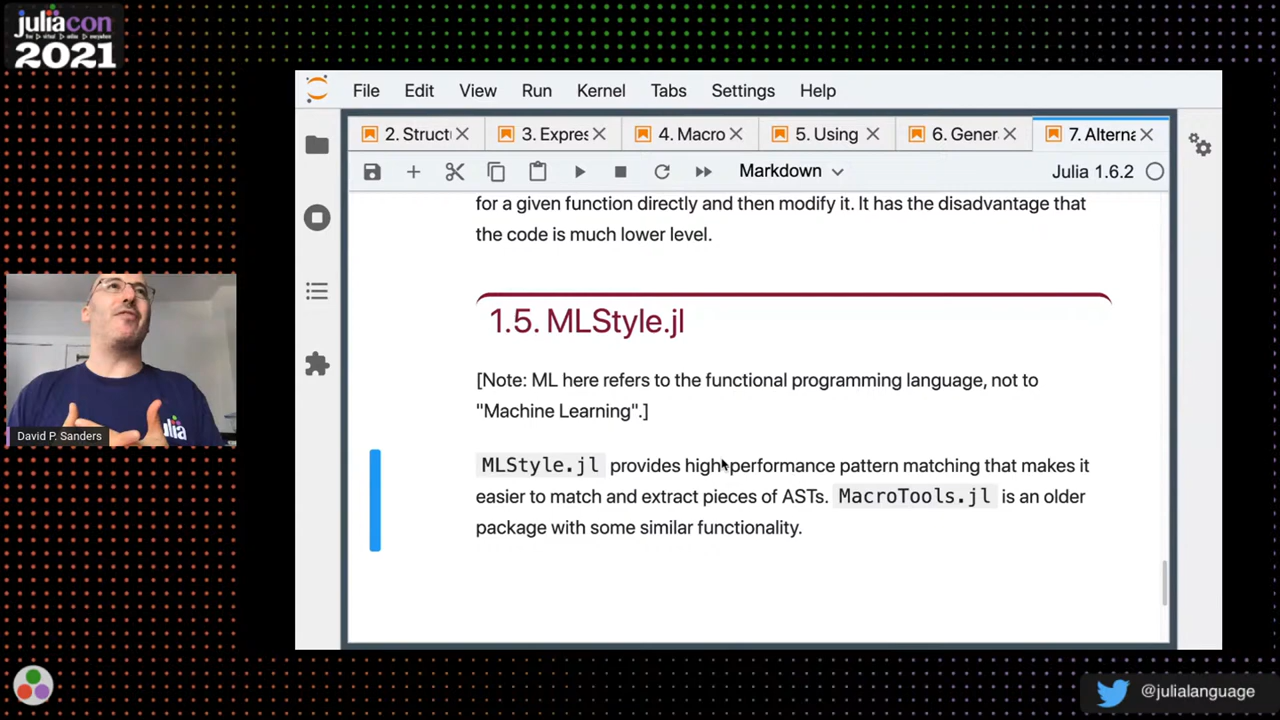 juliacon
2021
File Edit View Run Kernel Tabs Settings Help
2. Struct 3. Expres 4. Macro 5. Using 6. Gener 7. Alterna
Markdown Julia 1.6.2
for a given function directly and then modify it. It has the disadvantage that
the code is much lower level.
1.5. MLStyle.jl
[Note: ML here refers to the functional programming language, not to
"Machine Learning".]
MLStyle.jl provides high-performance pattern matching that makes it
easier to match and extract pieces of ASTs. MacroTools.jl is an older
package with some similar functionality.
julia
David P. Sanders
@julialanguage